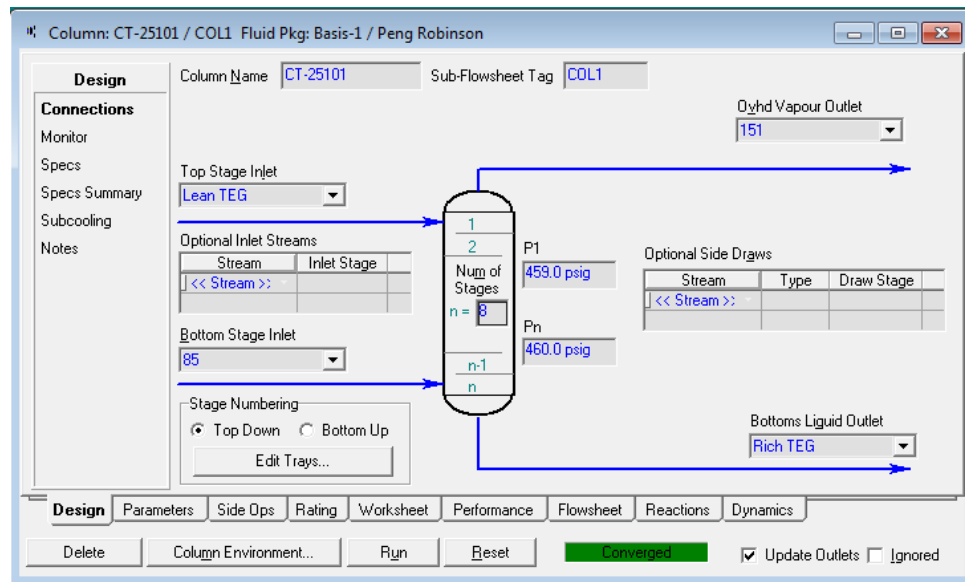 Column: CT-25101 / COL1 Fluid Pkg: Basis-1 / Peng Robinson
Design
Connections
Monitor
Specs
Specs Summary
Subcooling
Notes
Column Name CT-25101 Sub-Flowsheet Tag COL1
Ovhd Vapour Outlet
151
Top Stage Inlet
Lean TEG
Optional Inlet Streams
Stream Inlet Stage
<< Stream >>
Bottom Stage Inlet
85
Stage Numbering
Top Down Bottom Up
Edit Trays...
1
2
Num of
Stages
n = 8
n-1
n
P1
459.0 psig
Pn
460.0 psig
Optional Side Draws
Stream Type Draw Stage
<< Stream >>
Bottoms Liquid Outlet
Rich TEG
Design Parameters Side Ops Rating Worksheet Performance Flowsheet Reactions Dynamics
Delete Column Environment... Run Reset Converged Update Outlets Ignored